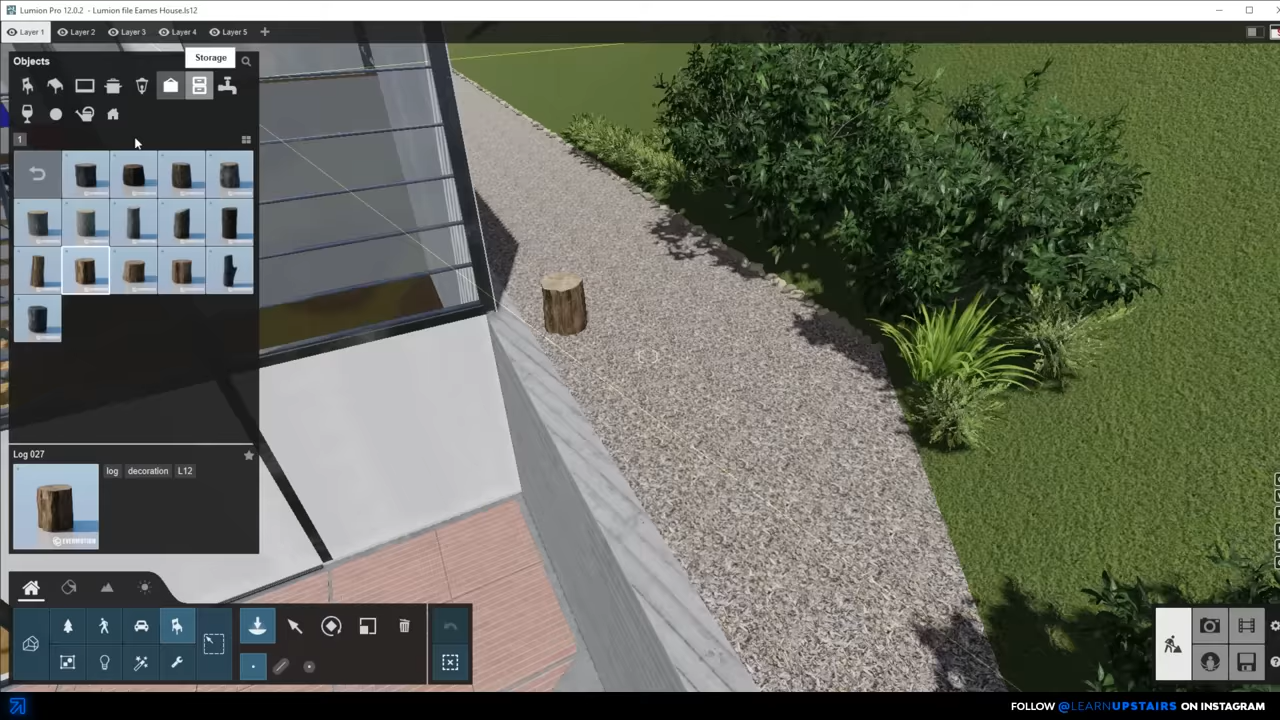 Lumion Pro 12.0.2 - Lumion file Eames House.ls12
Layer 1
Layer 2
Layer 3
Layer 4
Layer 5
Storage
Objects
1
Log 027
log
decoration
L12
EVERMOTION
FOLLOW @LEARNUPSTAIRS ON INSTAGRAM